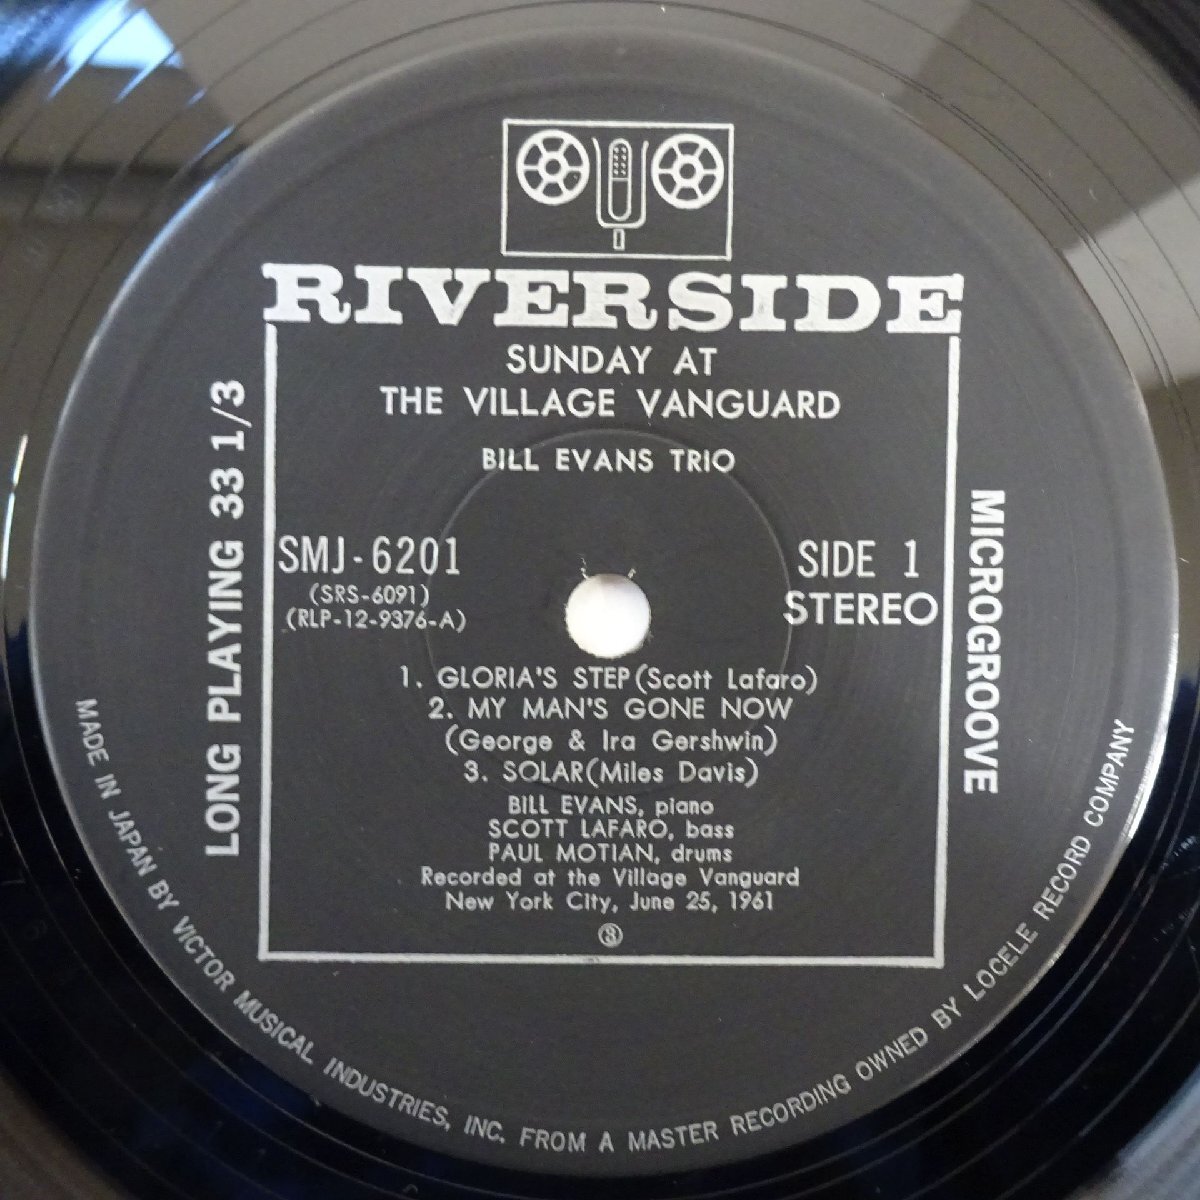 RIVERSIDE
SUNDAY AT
THE VILLAGE VANGUARD
BILL EVANS TRIO
LONG PLAYING 33 1/3
MICROGROOVE
SMJ-6201
(SRS-6091)
(RLP-12-9376-A)
SIDE 1
STEREO
1. GLORIA'S STEP(Scott Lafaro)
2. MY MAN'S GONE NOW
(George & Ira Gershwin)
3. SOLAR(Miles Davis)
BILL EVANS, piano
SCOTT LAFARO, bass
PAUL MOTIAN, drums
Recorded at the Village Vanguard
New York City, June 25, 1961
MADE IN JAPAN BY VICTOR MUSICAL INDUSTRIES, INC. FROM A MASTER RECORDING OWNED BY LOCELE RECORD COMPANY